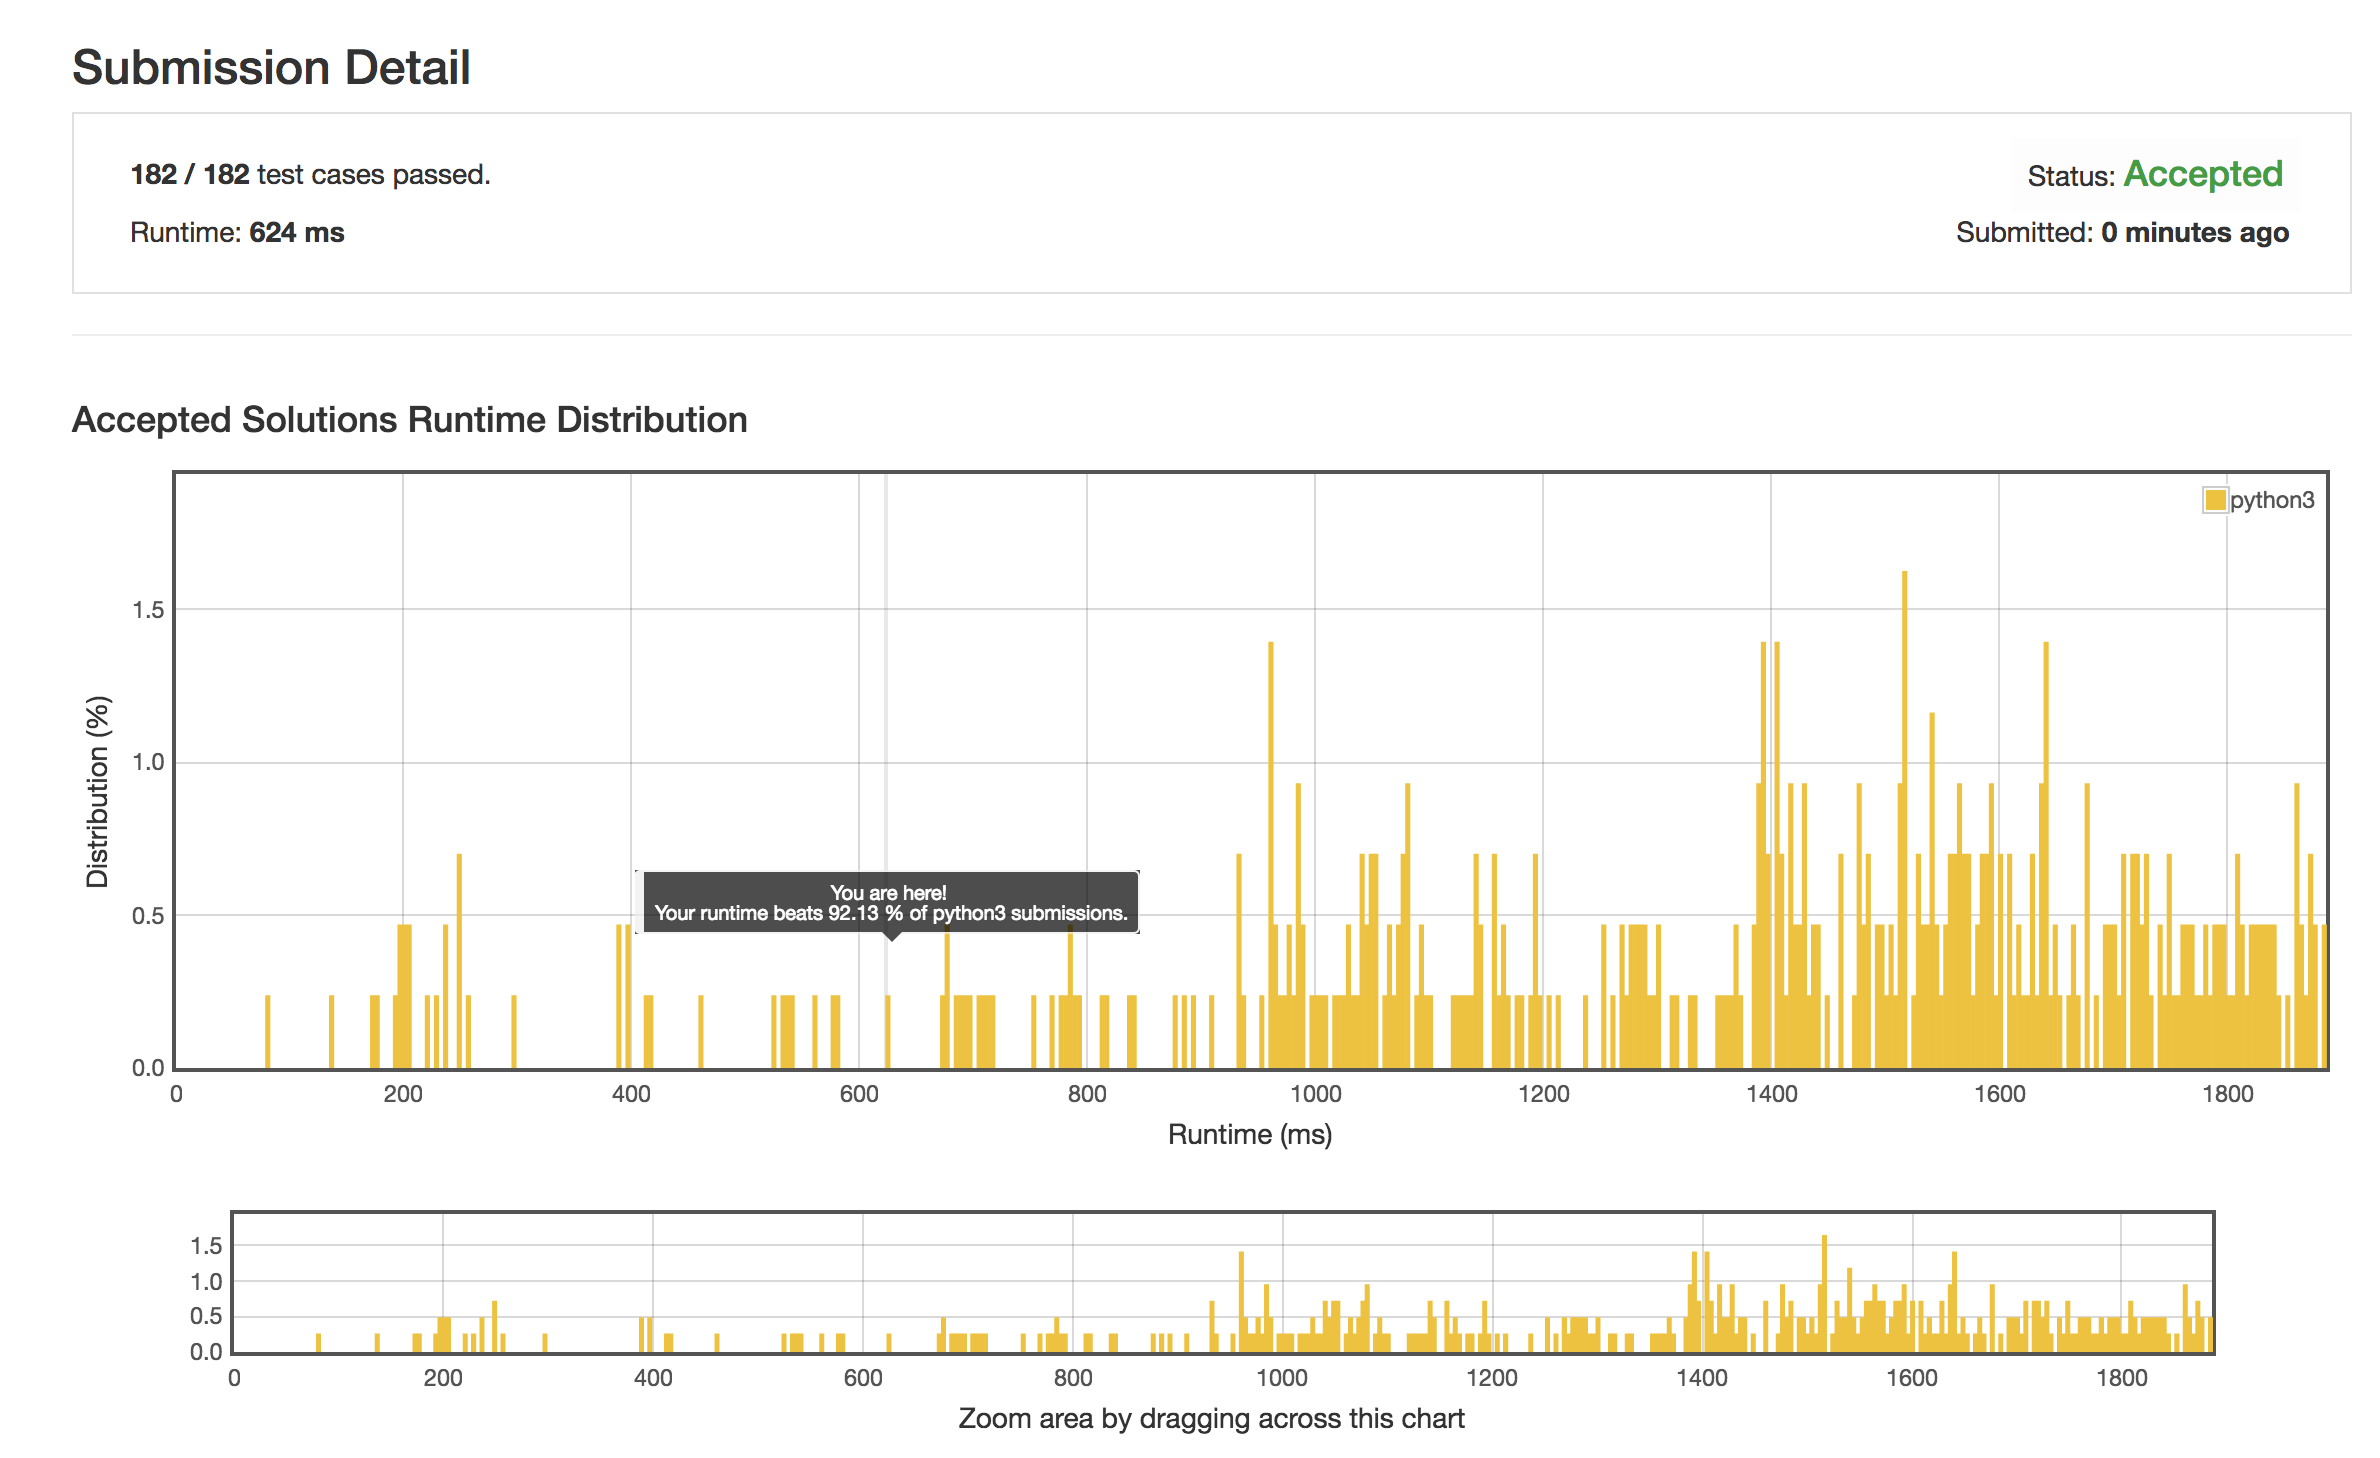 Submission Detail
182 / 182 test cases passed.
Status: Accepted
Runtime: 624 ms
Submitted: 0 minutes ago
Accepted Solutions Runtime Distribution
python3
1.5
1.0
0.5
0.0
Distribution (%)
You are here!
Your runtime beats 92.13 % of python3 submissions.
0 200 400 600 800 1000 1200 1400 1600 1800
Runtime (ms)
1.5
1.0
0.5
0.0
0 200 400 600 800 1000 1200 1400 1600 1800
Zoom area by dragging across this chart